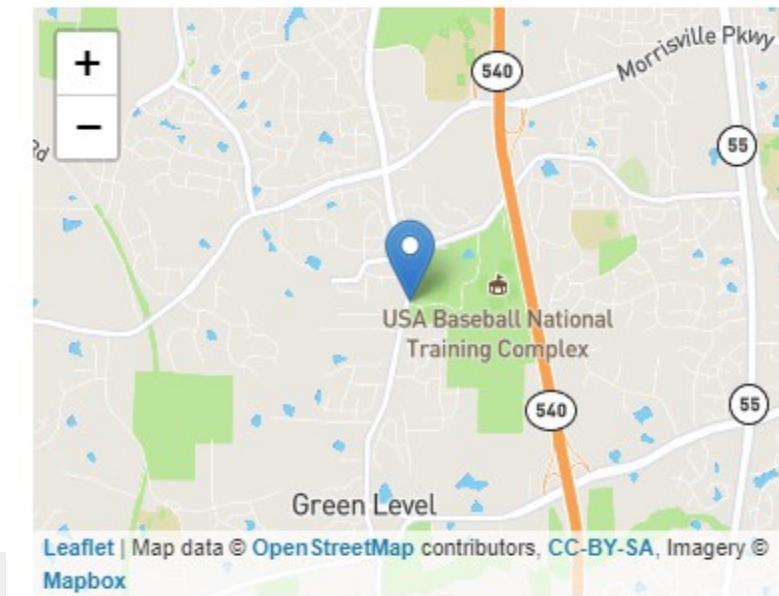 +
540
Morrisville Pkwy
−
55
Rd
USA Baseball National
Training Complex
540
55
Green Level
Leaflet | Map data © OpenStreetMap contributors, CC-BY-SA, Imagery ©
Mapbox